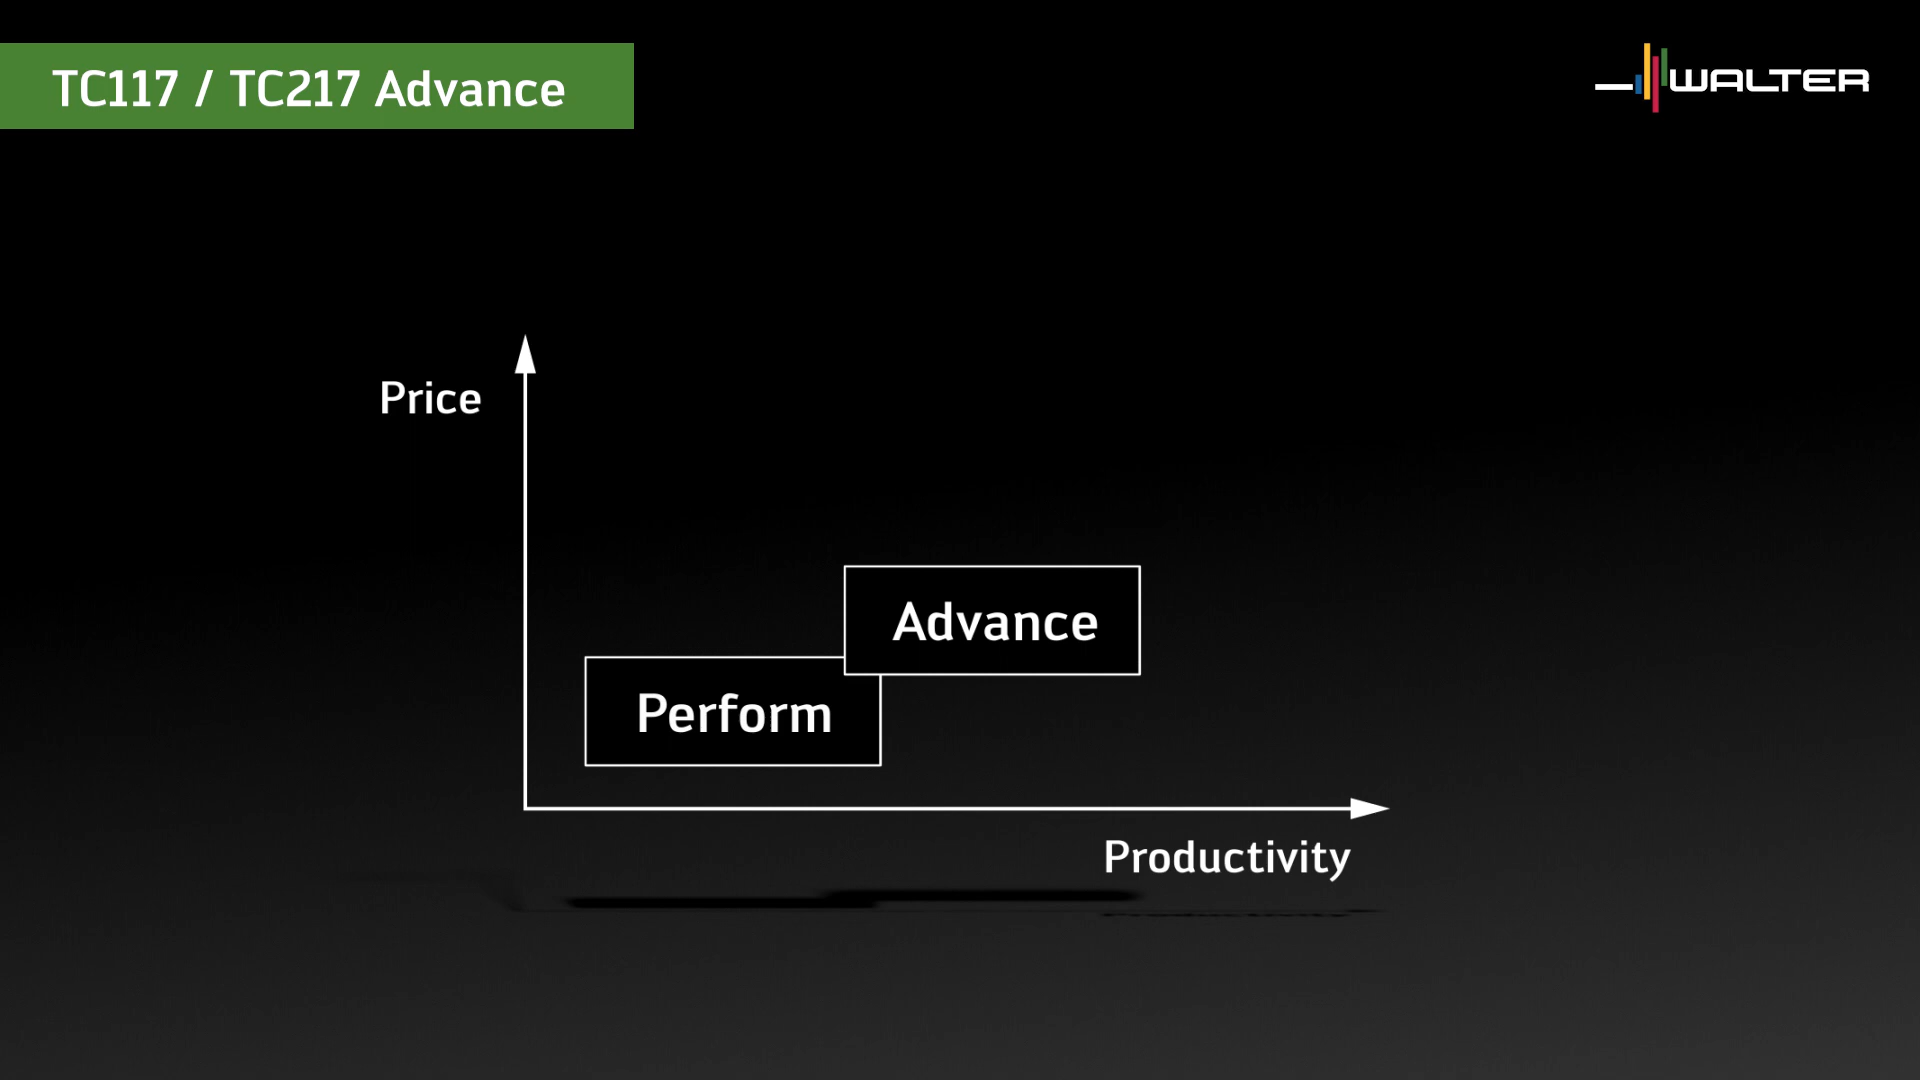 TC117 / TC217 Advance
WALTER
Price
Advance
Perform
Productivity